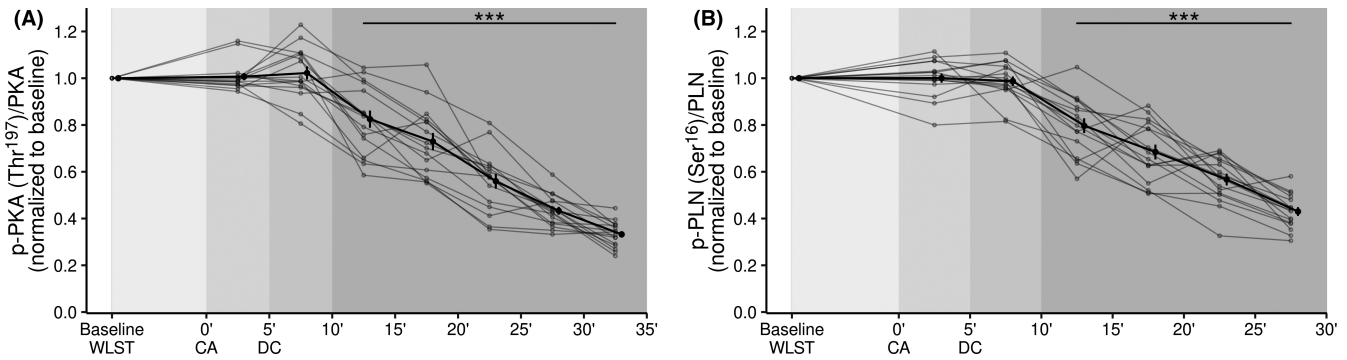 (A)
***
p-PKA (Thr197)/PKA
(normalized to baseline)
1.2
1.0
0.8
0.6
0.4
0.2
0.0
Baseline 0' 5' 10' 15' 20' 25' 30' 35'
WLST CA DC
(B)
***
p-PLN (Ser16)/PLN
(normalized to baseline)
1.2
1.0
0.8
0.6
0.4
0.2
0.0
Baseline 0' 5' 10' 15' 20' 25' 30'
WLST CA DC